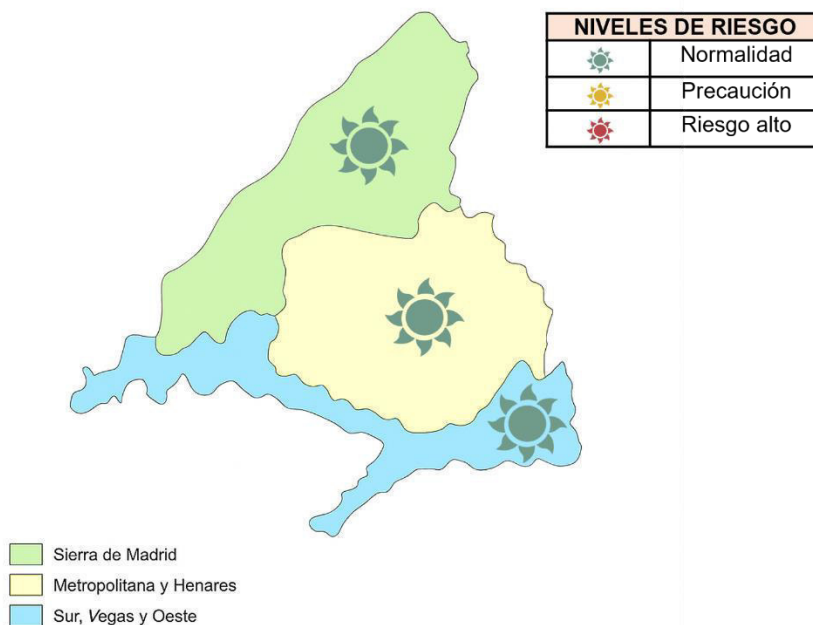 NIVELES DE RIESGO
Normalidad
Precaución
Riesgo alto
Sierra de Madrid
Metropolitana y Henares
Sur, Vegas y Oeste